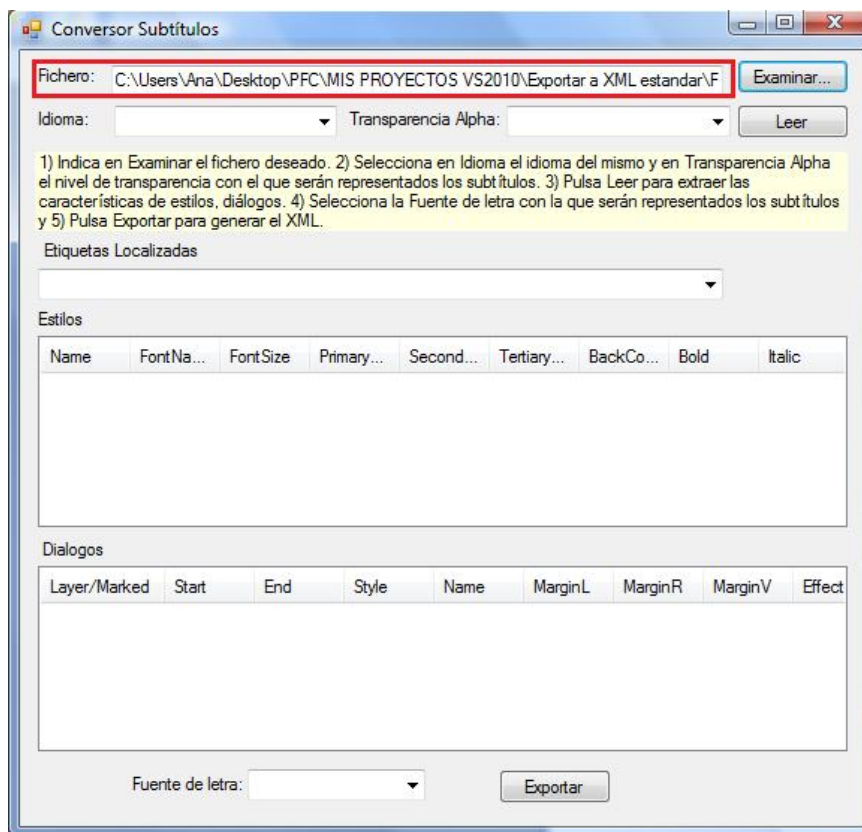 Conversor Subtítulos
Fichero: C:\Users\Ana\Desktop\PFC\MIS PROYECTOS VS2010\Exportar a XML estandar\F Examinar...
Idioma: Transparencia Alpha: Leer
1) Indica en Examinar el fichero deseado. 2) Selecciona en Idioma el idioma del mismo y en Transparencia Alpha
el nivel de transparencia con el que serán representados los subtítulos. 3) Pulsa Leer para extraer las
características de estilos, diálogos. 4) Selecciona la Fuente de letra con la que serán representados los subtítulos
y 5) Pulsa Exportar para generar el XML.
Etiquetas Localizadas
Estilos
Name FontNa... FontSize Primary... Second... Tertiary... BackCo... Bold Italic
Dialogos
Layer/Marked Start End Style Name MarginL MarginR MarginV Effect
Fuente de letra: Exportar